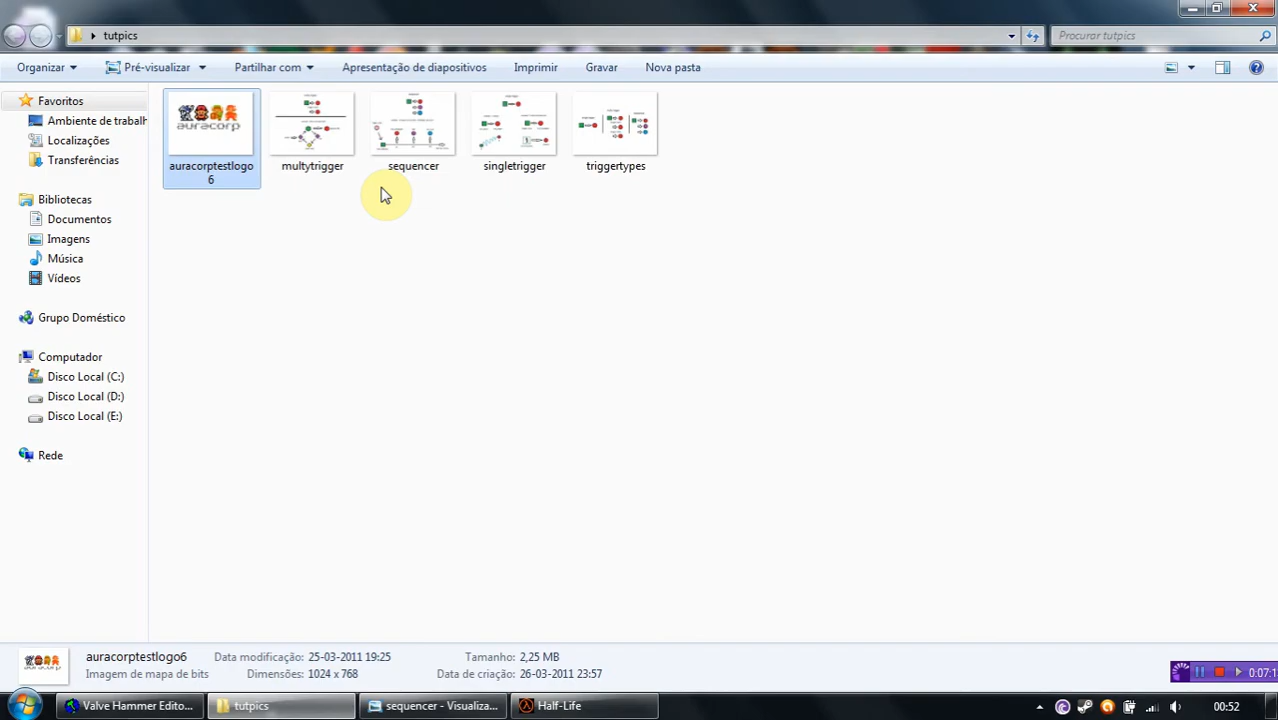 tutpics
Procurar tutpics
Organizar
Pré-visualizar
Partilhar com
Apresentação de diapositivos
Imprimir
Gravar
Nova pasta
Favoritos
Ambiente de trabalh
Localizações
Transferências
Bibliotecas
Documentos
Imagens
Música
Vídeos
Grupo Doméstico
Computador
Disco Local (C:)
Disco Local (D:)
Disco Local (E:)
Rede
auracorp
auracorptestlogo
6
multytrigger
sequencer
singletrigger
triggertypes
auracorptestlogo6
Data modificação: 25-03-2011 19:25
Tamanho: 2,25 MB
Imagem de mapa de bits
Dimensões: 1024 x 768
Data de criação: 26-03-2011 23:57
0:07:1
Valve Hammer Edito...
tutpics
sequencer - Visualiza...
Half-Life
00:52